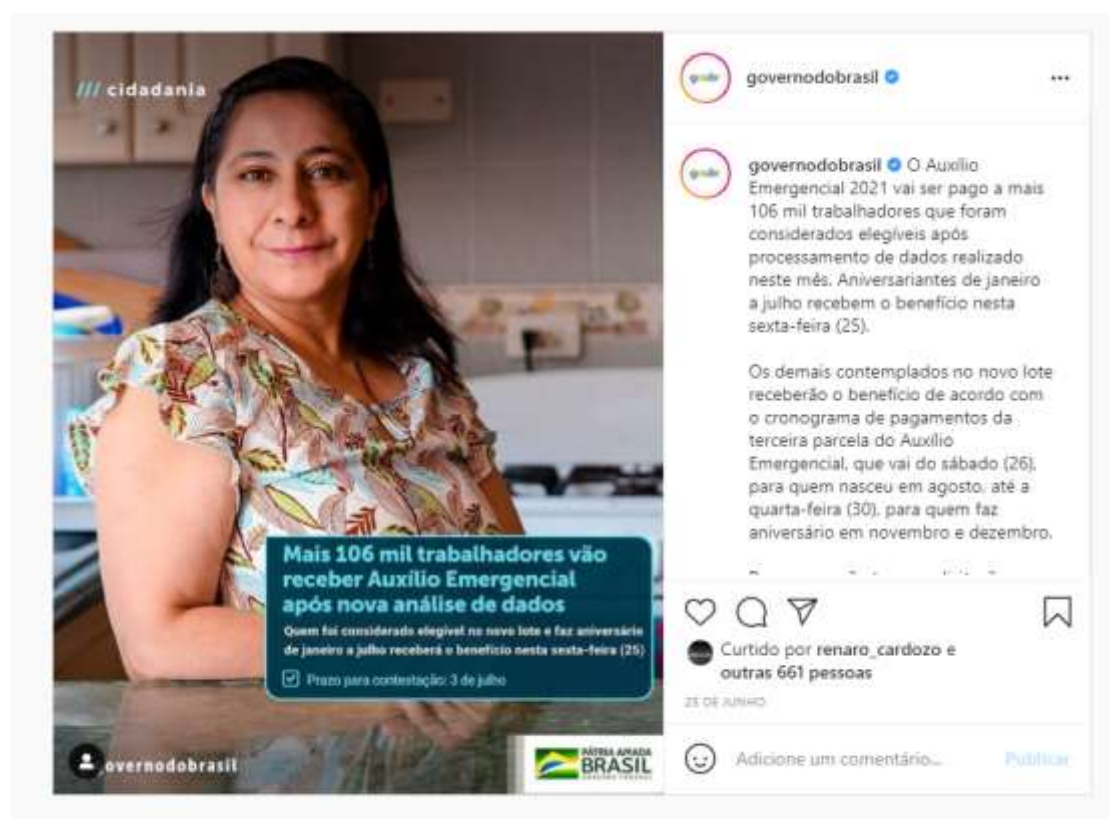 /// cidadania
Mais 106 mil trabalhadores vão
receber Auxílio Emergencial
após nova análise de dados
Quem foi considerado elegível no novo lote e faz aniversário
de janeiro a julho receberá o benefício nesta sexta-feira (25)
Prazo para contestação: 3 de julho
overnodobrasil
PÁTRIA AMADA
BRASIL
GOVERNO FEDERAL
governodobrasil
governodobrasil O Auxílio
Emergencial 2021 vai ser pago a mais
106 mil trabalhadores que foram
considerados elegíveis após
processamento de dados realizado
neste mês. Aniversariantes de janeiro
a julho recebem o benefício nesta
sexta-feira (25).
Os demais contemplados no novo lote
receberão o benefício de acordo com
o cronograma de pagamentos da
terceira parcela do Auxílio
Emergencial, que vai do sábado (26),
para quem nasceu em agosto, até a
quarta-feira (30), para quem faz
aniversário em novembro e dezembro.
Curtido por renaro_cardozo e
outras 661 pessoas
DE JUNHO
Adicione um comentário...
Publicar